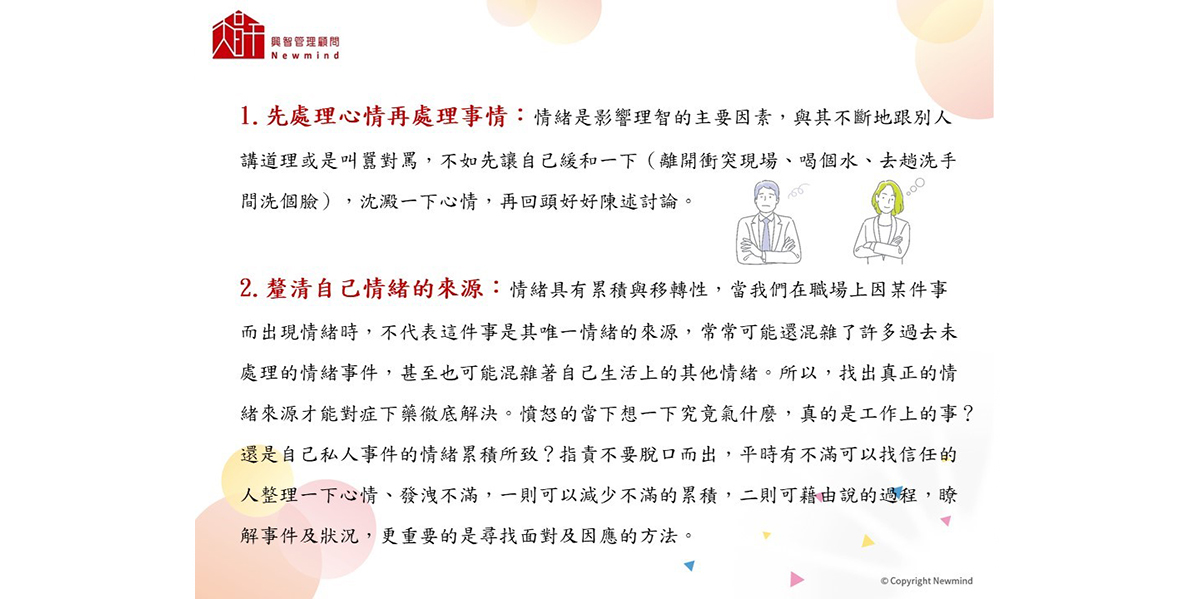 興智管理顧問
Newmind
1.先處理心情再處理事情：情緒是影響理智的主要因素，與其不斷地跟別人
講道理或是叫囂對罵，不如先讓自己緩和一下（離開衝突現場、喝個水、去趟洗手
間洗個臉），沈澱一下心情，再回頭好好陳述討論。
2.釐清自己情緒的來源：情緒具有累積與移轉性，當我們在職場上因某件事
而出現情緒時，不代表這件事是其唯一情緒的來源，常常可能還混雜了許多過去未
處理的情緒事件，甚至也可能混雜著自己生活上的其他情緒。所以，找出真正的情
緒來源才能對症下藥徹底解決。憤怒的當下想一下究竟氣什麼，真的是工作上的事？
還是自己私人事件的情緒累積所致？指責不要脫口而出，平時有不滿可以找信任的
人整理一下心情、發洩不滿，一則可以減少不滿的累積，二則可藉由說的過程，瞭
解事件及狀況，更重要的是尋找面對及因應的方法。
© Copyright Newmind